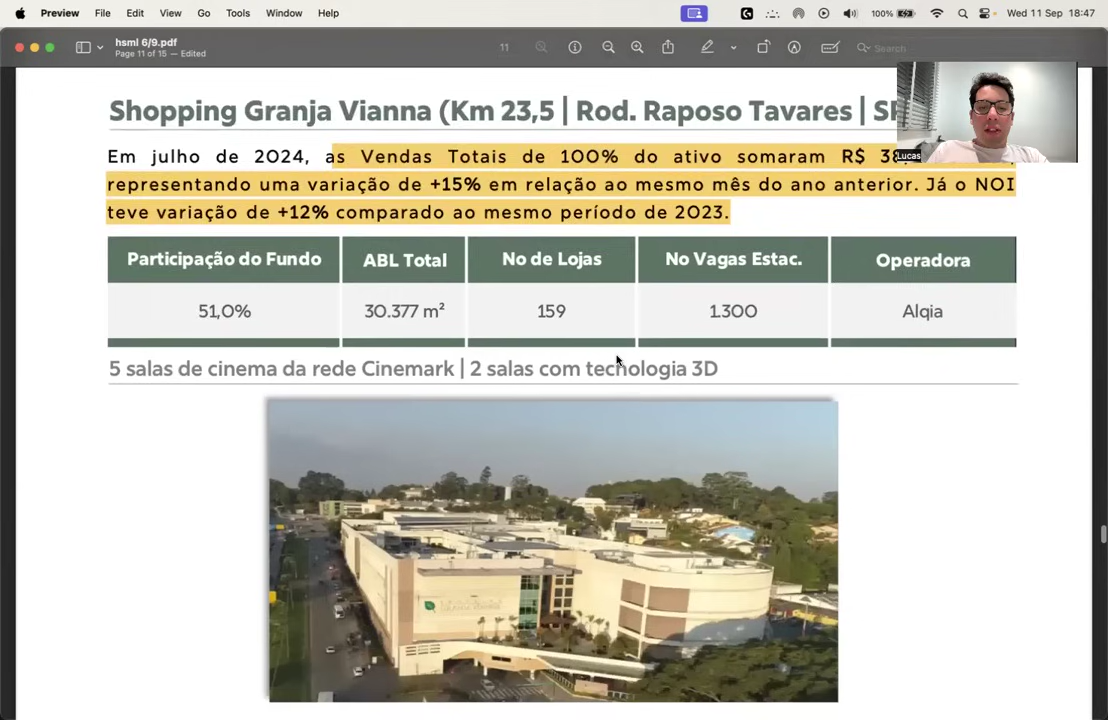 Preview File Edit View Go Tools Window Help 100% Wed 11 Sep 18:47
hsml 6/9.pdf
Page 11 of 15 — Edited
11
Search
Shopping Granja Vianna (Km 23,5 | Rod. Raposo Tavares |
Lucas
Em julho de 2024, as Vendas Totais de 100% do ativo somaram R$
representando uma variação de +15% em relação ao mesmo mês do ano anterior. Já o NOI
teve variação de +12% comparado ao mesmo período de 2023.
Participação do Fundo ABL Total No de Lojas No Vagas Estac. Operadora
51,0% 30.377 m² 159 1.300 Alqia
5 salas de cinema da rede Cinemark | 2 salas com tecnologia 3D